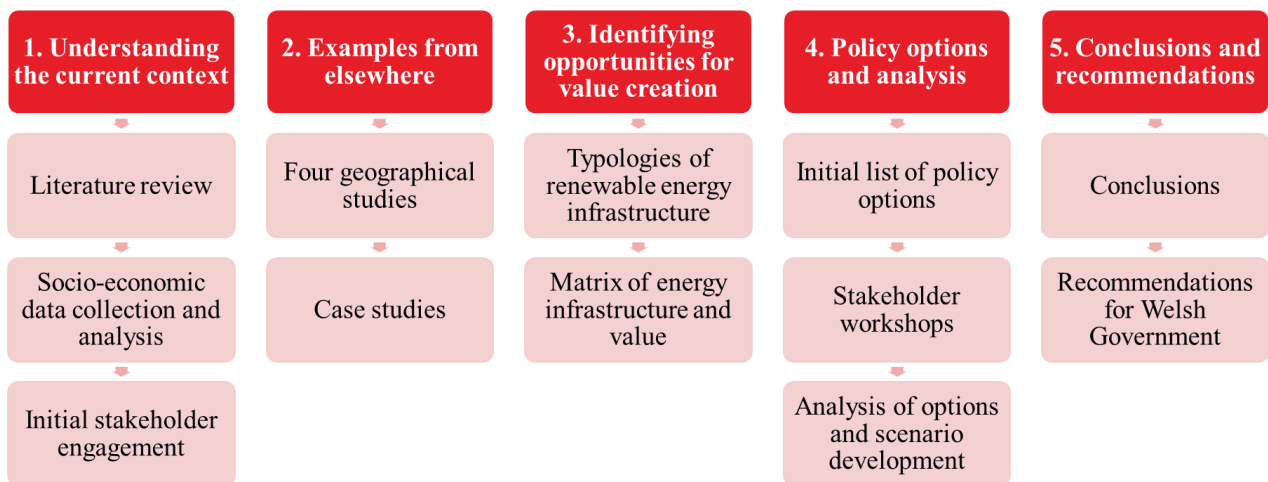 1. Understanding
the current context
Literature review
Socio-economic
data collection and
analysis
Initial stakeholder
engagement
2. Examples from
elsewhere
Four geographical
studies
Case studies
3. Identifying
opportunities for
value creation
Typologies of
renewable energy
infrastructure
Matrix of energy
infrastructure and
value
4. Policy options
and analysis
Initial list of policy
options
Stakeholder
workshops
Analysis of options
and scenario
development
5. Conclusions and
recommendations
Conclusions
Recommendations
for Welsh
Government